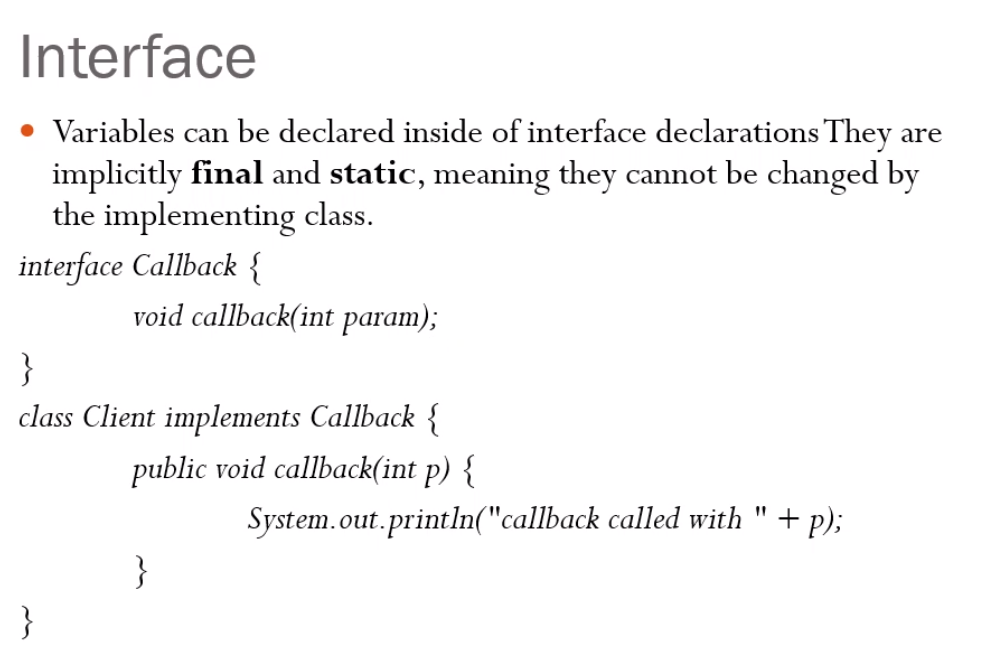 Interface
• Variables can be declared inside of interface declarations They are
implicitly final and static, meaning they cannot be changed by
the implementing class.
interface Callback {
void callback(int param);
}
class Client implements Callback {
public void callback(int p) {
System.out.println("callback called with " + p);
}
}